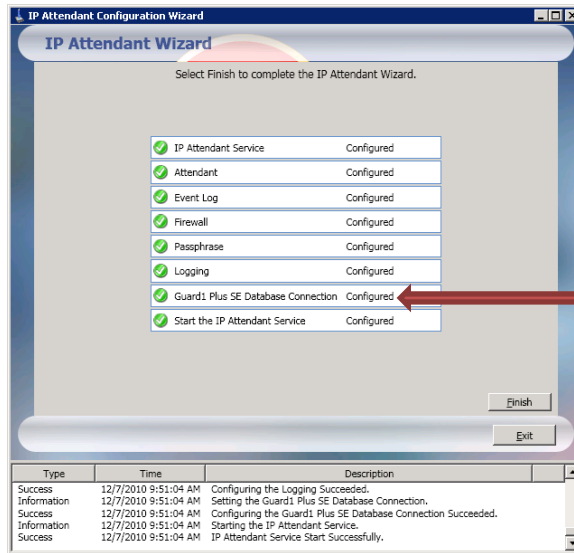 IP Attendant Configuration Wizard
IP Attendant Wizard
Select Finish to complete the IP Attendant Wizard.
IP Attendant Service Configured
Attendant Configured
Event Log Configured
Firewall Configured
Passphrase Configured
Logging Configured
Guard1 Plus SE Database Connection Configured
Start the IP Attendant Service Configured
Finish
Exit
Type Time Description
Success 12/7/2010 9:51:04 AM Configuring the Logging Succeeded.
Information 12/7/2010 9:51:04 AM Setting the Guard1 Plus SE Database Connection.
Success 12/7/2010 9:51:04 AM Configuring the Guard1 Plus SE Database Connection Succeeded.
Information 12/7/2010 9:51:04 AM Starting the IP Attendant Service.
Success 12/7/2010 9:51:04 AM IP Attendant Service Start Successfully.